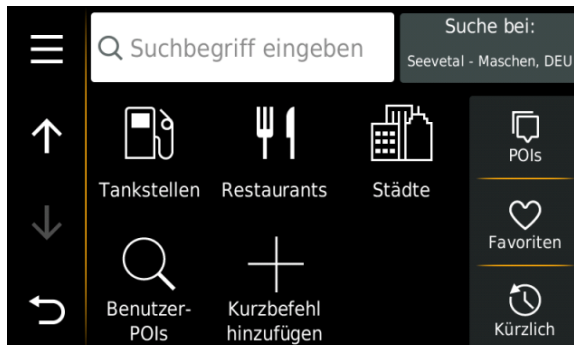 Suchbegriff eingeben
Suche bei:
Seevetal - Maschen, DEU
Tankstellen
Restaurants
Städte
POIs
Favoriten
Benutzer-
POIs
Kurzbefehl
hinzufügen
Kürzlich